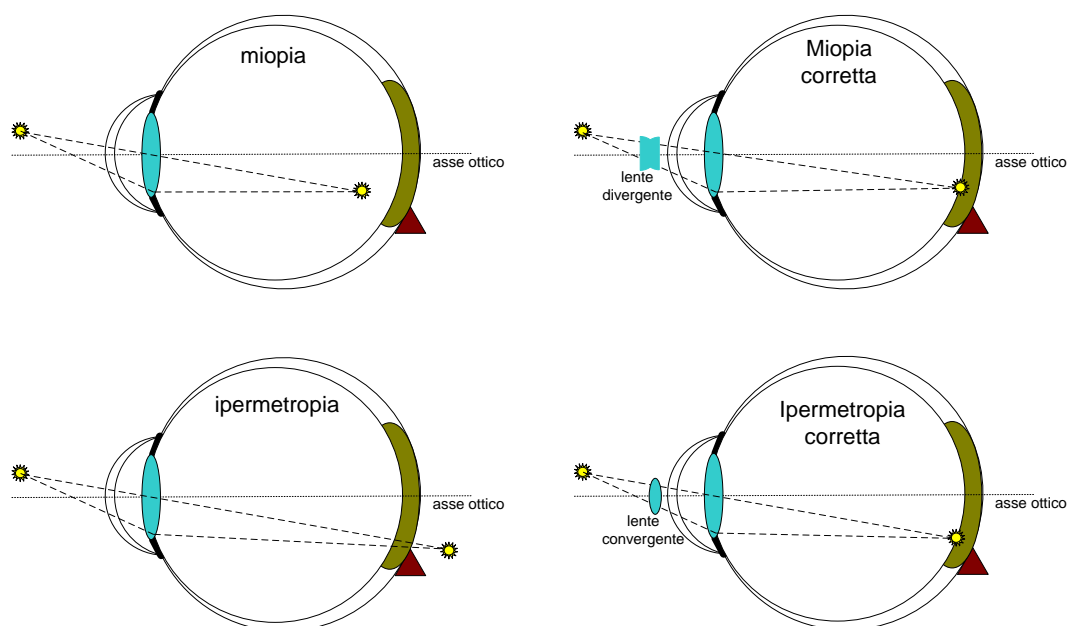 miopia
asse ottico
Miopia
corretta
lente
divergente
asse ottico
ipermetropia
asse ottico
Ipermetropia
corretta
lente
convergente
asse ottico